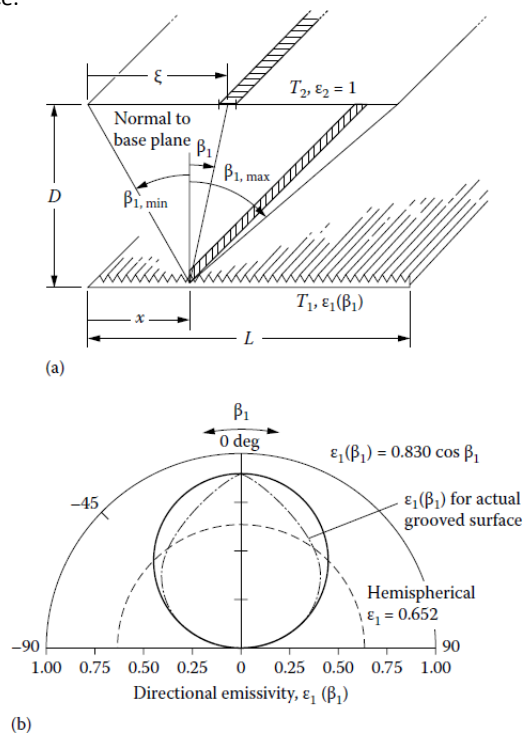 ce.
ξ
T2, ε2 = 1
Normal to
base plane
β1
β1, max
β1, min
D
T1, ε1(β1)
x
L
(a)
β1
0 deg
ε1(β1) = 0.830 cos β1
−45
ε1(β1) for actual
grooved surface
Hemispherical
ε1 = 0.652
−90
90
1.00 0.75 0.50 0.25 0 0.25 0.50 0.75 1.00
Directional emissivity, ε1 (β1)
(b)